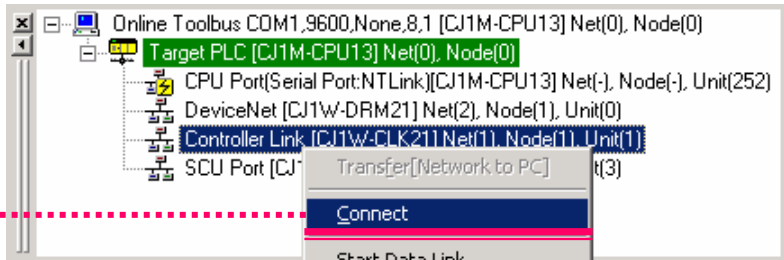 Online Toolbus COM1,9600,None,8,1 [CJ1M-CPU13] Net(0), Node(0)
Target PLC [CJ1M-CPU13] Net(0), Node(0)
CPU Port(Serial Port:NTLink)[CJ1M-CPU13] Net(-), Node(-), Unit(252)
DeviceNet [CJ1W-DRM21] Net(2), Node(1), Unit(0)
Controller Link [CJ1W-CLK21] Net(1), Node(1), Unit(1)
SCU Port [CJ1 t(3)
Transfer[Network to PC]
Connect
Start Data Link